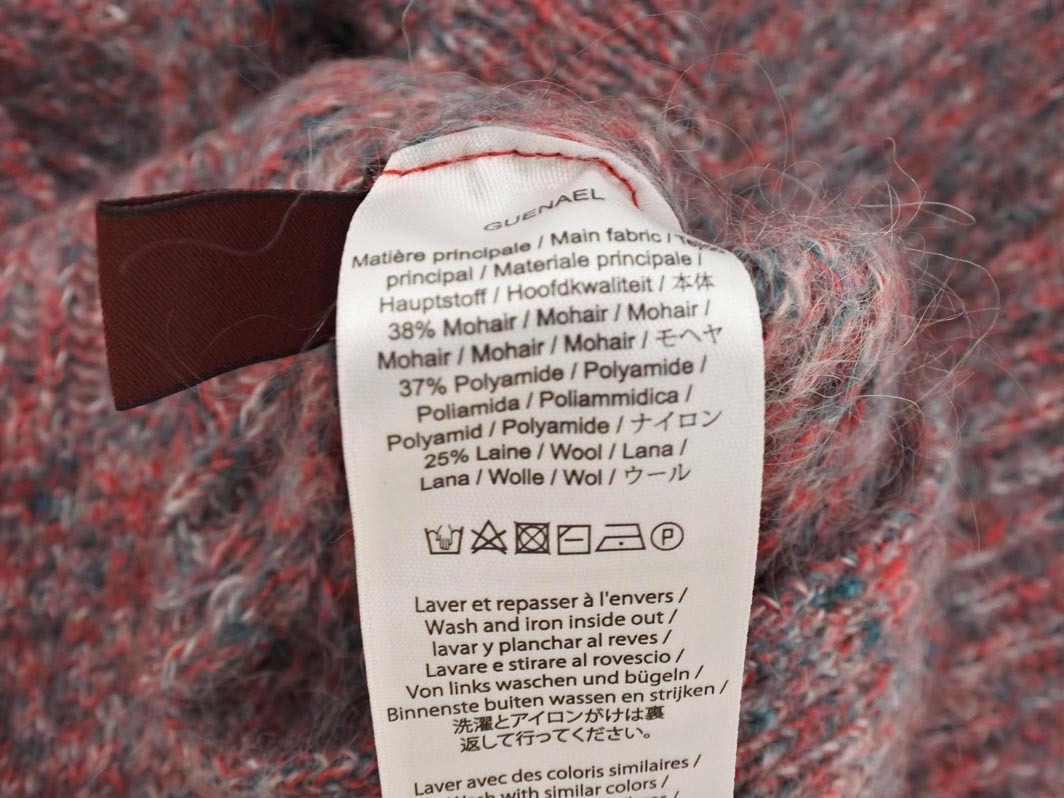 GUENAEL
Matière principale / Main fabric /
principal / Materiale principale /
Hauptstoff / Hoofdkwaliteit / 本体
38% Mohair / Mohair / Mohair /
Mohair / Mohair / Mohair / モヘヤ
37% Polyamide / Polyamide /
Poliamida / Poliammidica /
Polyamid / Polyamide / ナイロン
25% Laine / Wool / Lana /
Lana / Wolle / Wol / ウール
P
Laver et repasser à l'envers /
Wash and iron inside out /
lavar y planchar al reves /
Lavare e stirare al rovescio /
Von links waschen und bügeln /
Binnenste buiten wassen en strijken /
洗濯とアイロンがけは裏
返して行ってください。
Laver avec des coloris similaires /
Wash with similar colors /